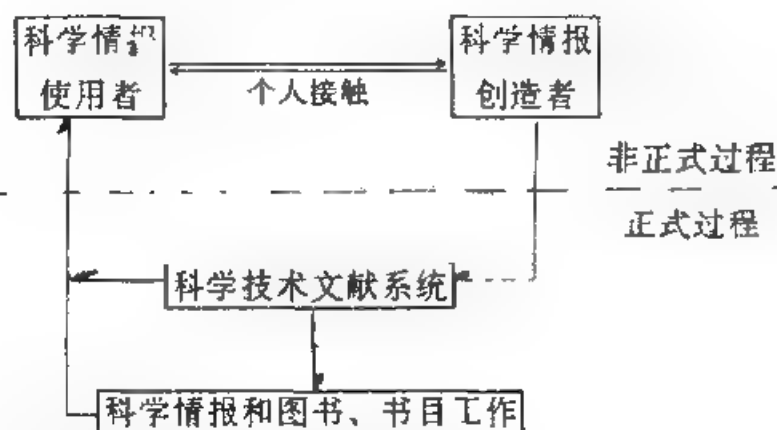 科学情报
使用者
个人接触
科学情报
创造者
非正式过程
正式过程
科学技术文献系统
科学情报和图书、书目工作